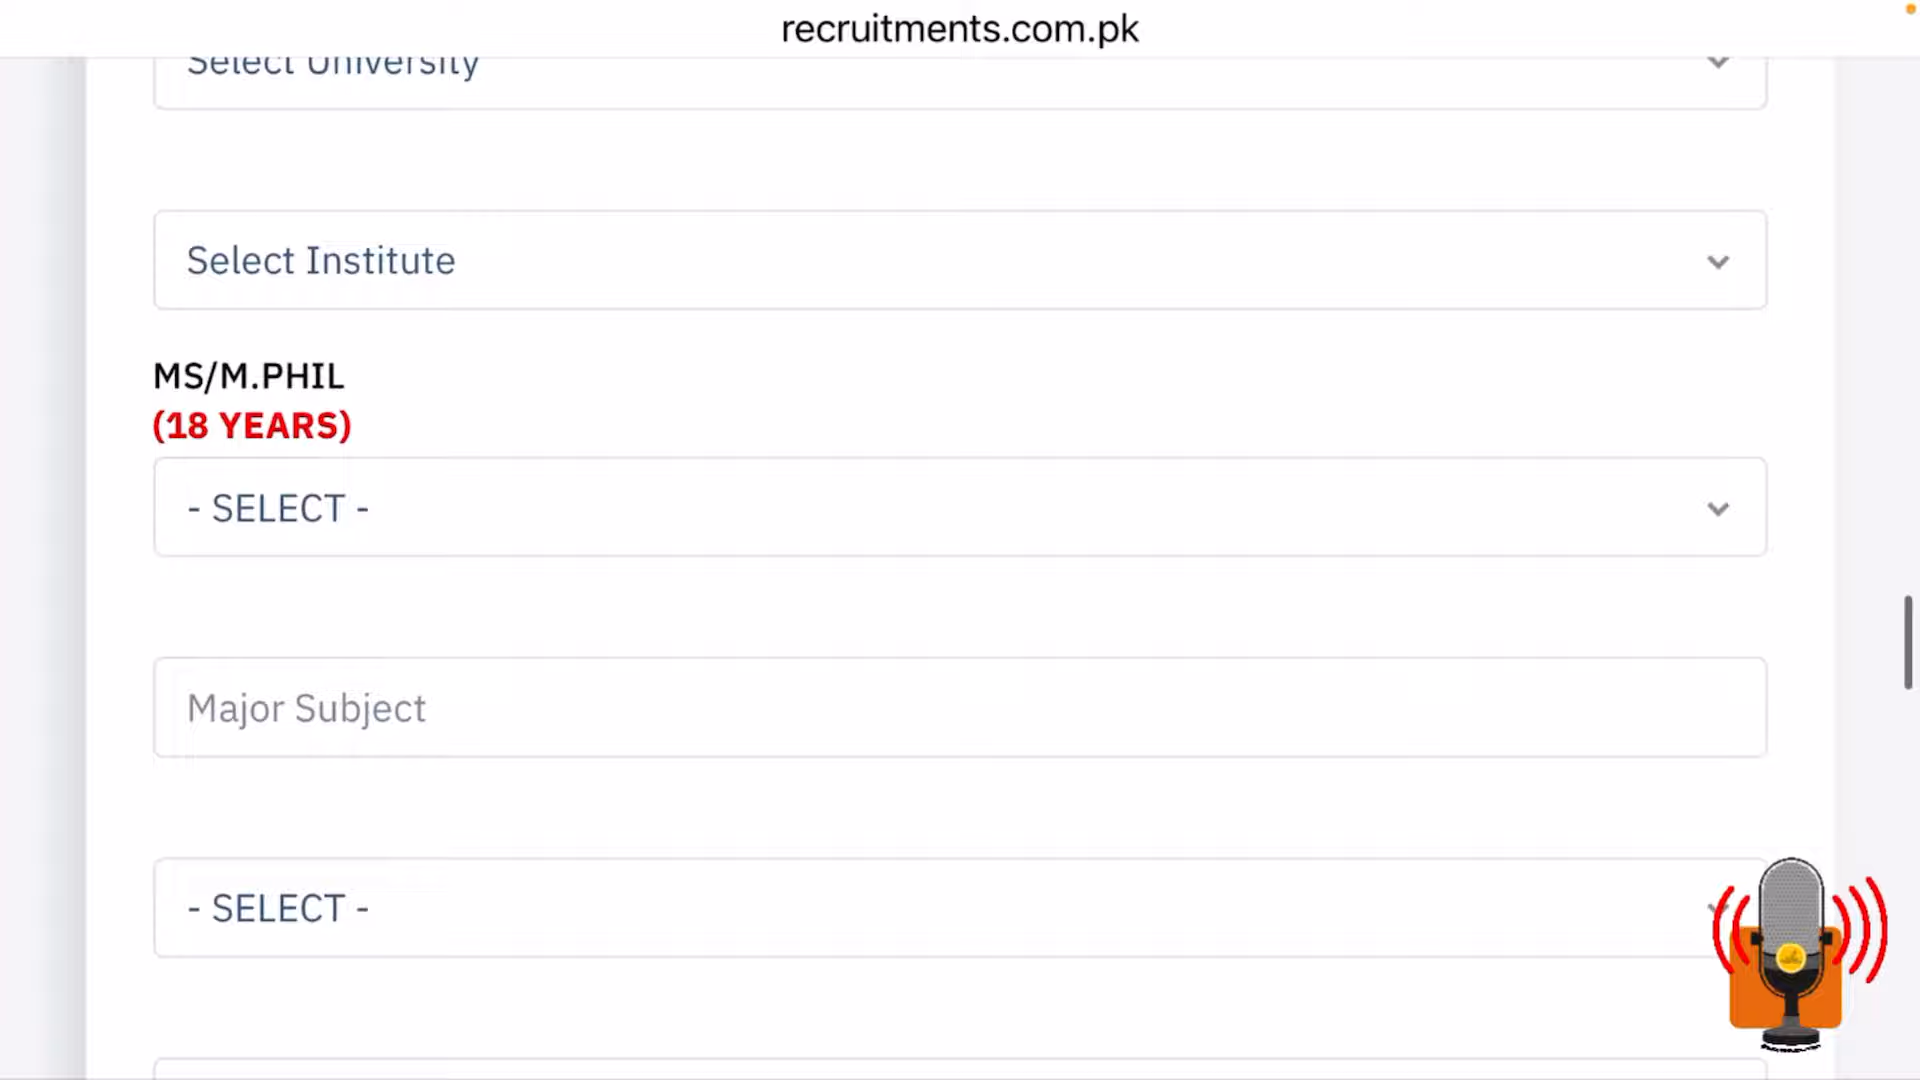 recruitments.com.pk
Select University
Select Institute
MS/M.PHIL
(18 YEARS)
- SELECT -
Major Subject
- SELECT -